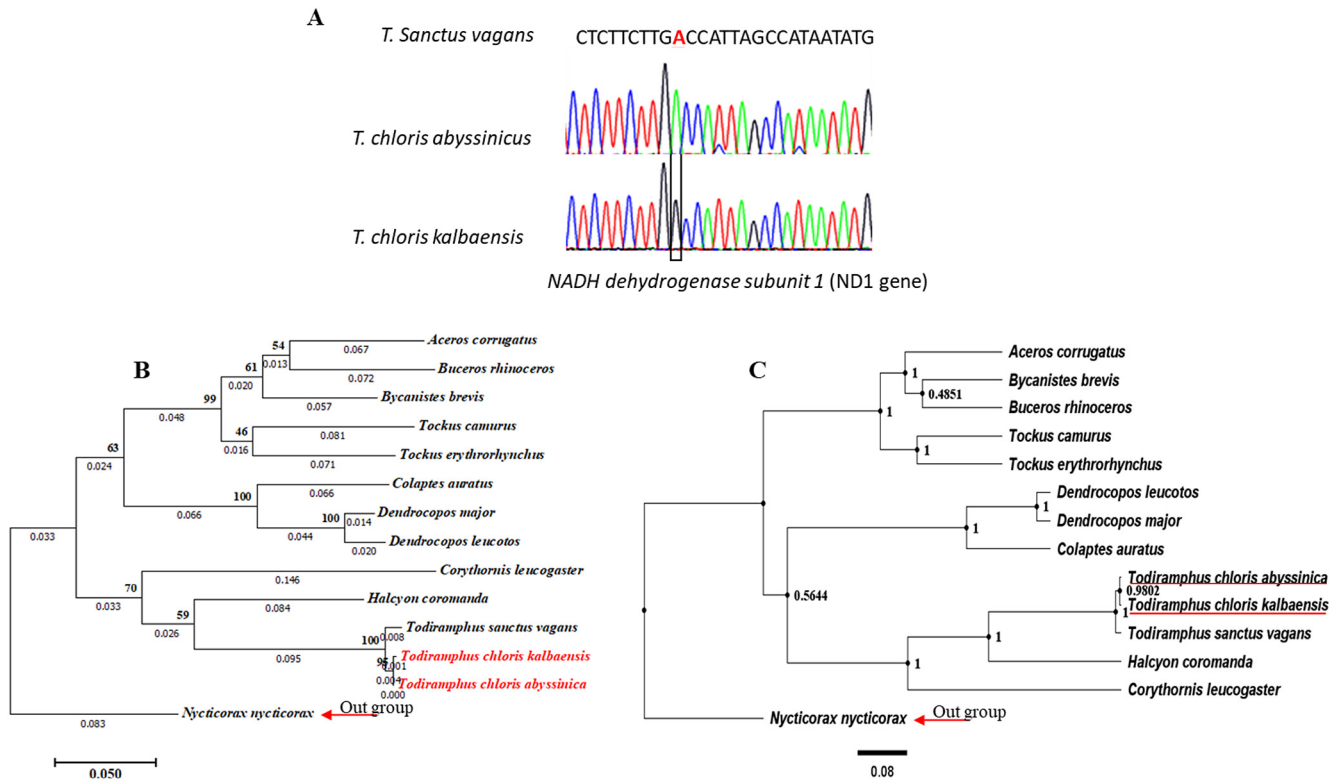 A
T. Sanctus vagans CTCTTCTTGACCATTAGCCATAATATG
T. chloris abyssinicus
T. chloris kalbaensis
NADH dehydrogenase subunit 1 (ND1 gene)
B
54
0.067
Aceros corrugatus
0.013
61
0.072
Buceros rhinoceros
0.020
0.057
Bycanistes brevis
99
0.048
46
0.081
Tockus camurus
0.016
0.071
Tockus erythrorhynchus
63
0.024
100
0.066
Colaptes auratus
0.066
100
0.014
Dendrocopos major
0.044
0.020
Dendrocopos leucotos
0.033
70
0.146
Corythornis leucogaster
0.033
59
0.084
Halcyon coromanda
0.026
100
0.008
Todiramphus sanctus vagans
0.095
95
0.001
Todiramphus chloris kalbaensis
0.004
Todiramphus chloris abyssinica
0.000
Nycticorax nycticorax
Out group
0.083
0.050
C
Aceros corrugatus
1
Bycanistes brevis
0.4851
1
Buceros rhinoceros
Tockus camurus
1
Tockus erythrorhynchus
Dendrocopos leucotos
1
Dendrocopos major
1
Colaptes auratus
Todiramphus chloris abyssinica
0.9802
0.5644
Todiramphus chloris kalbaensis
1
Todiramphus sanctus vagans
1
Halcyon coromanda
1
Corythornis leucogaster
Nycticorax nycticorax
Out group
0.08